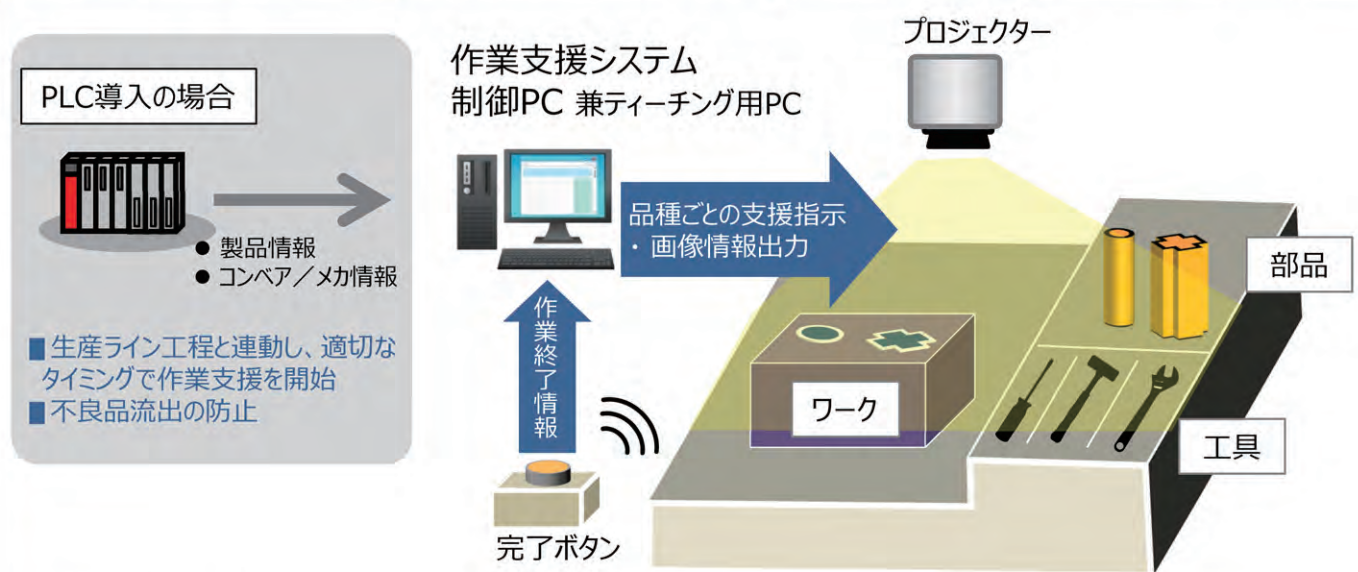 PLC導入の場合
● 製品情報
● コンベア／メカ情報
■生産ライン工程と連動し、適切な
タイミングで作業支援を開始
■不良品流出の防止
作業支援システム
制御PC 兼ティーチング用PC
プロジェクター
品種ごとの支援指示
・画像情報出力
作業終了情報
完了ボタン
ワーク
部品
工具